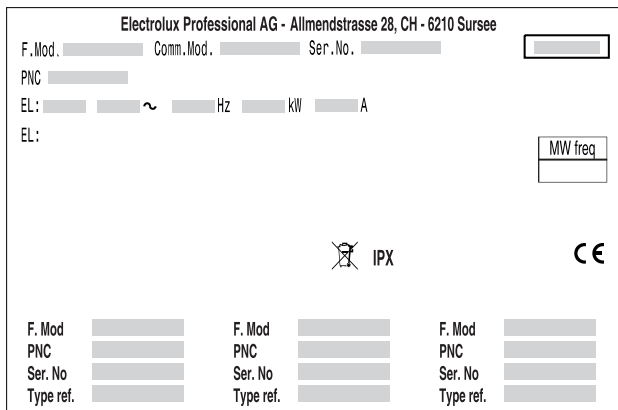 Electrolux Professional AG - Allmendstrasse 28, CH - 6210 Sursee
F.Mod. Comm.Mod. Ser.No.
PNC
EL: ~ Hz kW A
EL:
MW freq
IPX CE
F. Mod F. Mod F. Mod
PNC PNC PNC
Ser. No Ser. No Ser. No
Type ref. Type ref. Type ref.